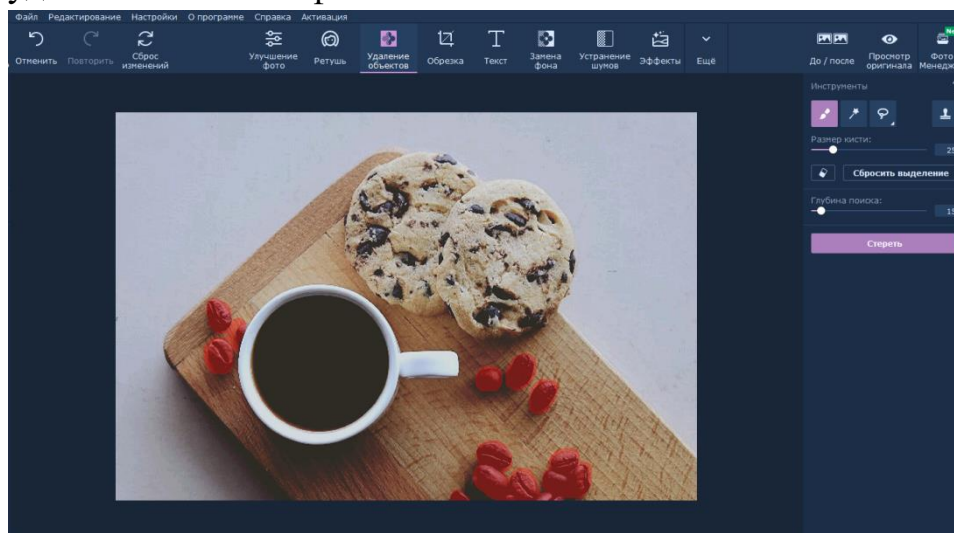 Файл Редактирование Настройки О программе Справка Активация
Отменить Повторить Сброс изменений Улучшение фото Ретушь Удаление объектов Обрезка Текст Замена фона Устранение шумов Эффекты Ещё До / после Просмотр оригинала
Инструменты
Размер кисти:
Сбросить выделение
Глубина поиска:
Стереть